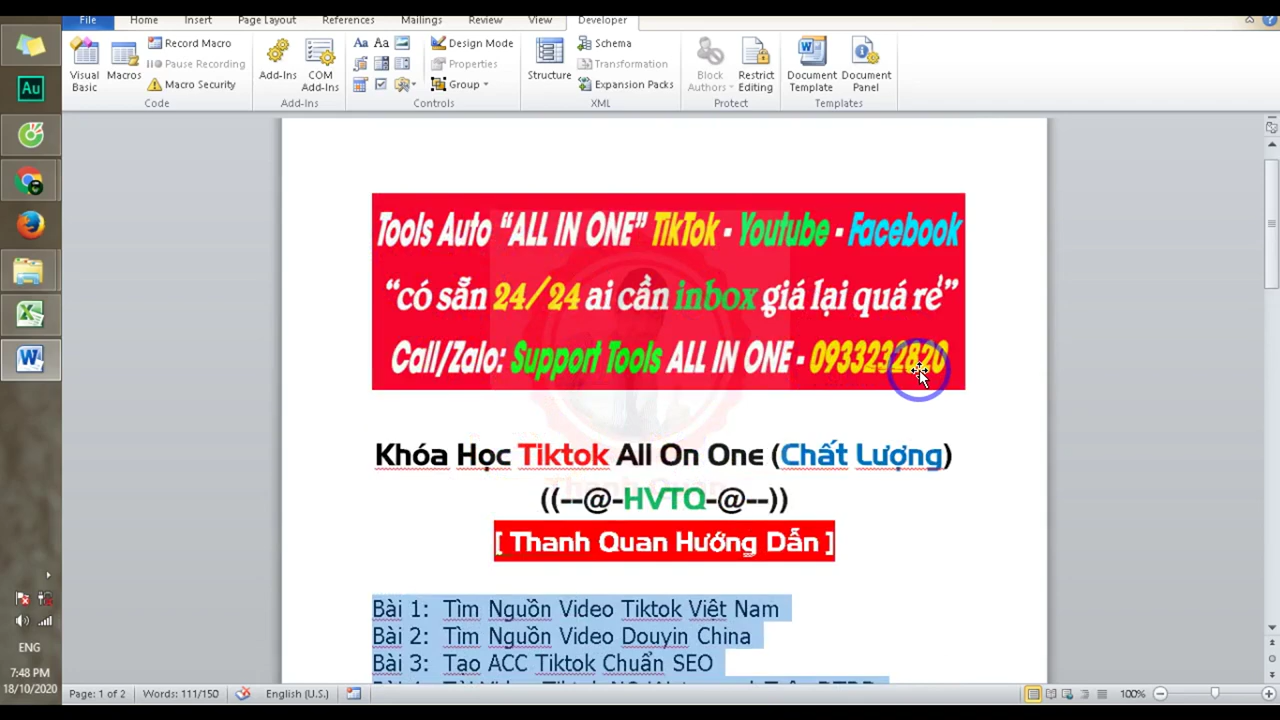 File Home Insert Page Layout References Mailings Review View Developer
Visual Basic
Macros
Record Macro
Pause Recording
Macro Security
Code
Add-Ins
COM Add-Ins
Add-Ins
Aa Aa
Design Mode
Properties
Group
Controls
Structure
Schema
Transformation
Expansion Packs
XML
Block Authors
Restrict Editing
Protect
Document Template
Document Panel
Templates
Au
Tools Auto “ALL IN ONE” TikTok - Youtube - Facebook
“có sẵn 24/24 ai cần inbox giá lại quá rẻ”
Call/Zalo: Support Tools ALL IN ONE - 0933232820
Khóa Học Tiktok All On One (Chất Lượng)
((--@-HVTQ-@--))
[ Thanh Quan Hướng Dẫn ]
Bài 1: Tìm Nguồn Video Tiktok Việt Nam
Bài 2: Tìm Nguồn Video Douyin China
Bài 3: Tạo ACC Tiktok Chuẩn SEO
ENG
7:48 PM
18/10/2020
Page: 1 of 2 Words: 111/150 English (U.S.) 100%